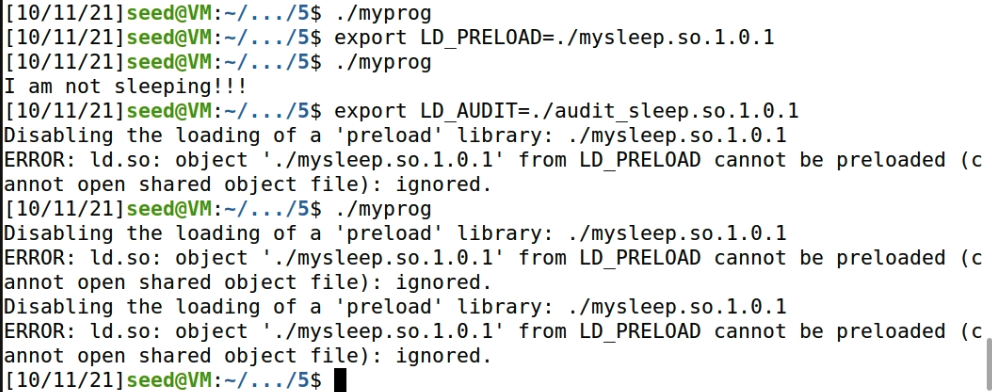 [10/11/21]seed@VM:~/.../5$ ./myprog
[10/11/21]seed@VM:~/.../5$ export LD_PRELOAD=./mysleep.so.1.0.1
[10/11/21]seed@VM:~/.../5$ ./myprog
I am not sleeping!!!
[10/11/21]seed@VM:~/.../5$ export LD_AUDIT=./audit_sleep.so.1.0.1
Disabling the loading of a 'preload' library: ./mysleep.so.1.0.1
ERROR: ld.so: object './mysleep.so.1.0.1' from LD_PRELOAD cannot be preloaded (c
annot open shared object file): ignored.
[10/11/21]seed@VM:~/.../5$ ./myprog
Disabling the loading of a 'preload' library: ./mysleep.so.1.0.1
ERROR: ld.so: object './mysleep.so.1.0.1' from LD_PRELOAD cannot be preloaded (c
annot open shared object file): ignored.
Disabling the loading of a 'preload' library: ./mysleep.so.1.0.1
ERROR: ld.so: object './mysleep.so.1.0.1' from LD_PRELOAD cannot be preloaded (c
annot open shared object file): ignored.
[10/11/21]seed@VM:~/.../5$